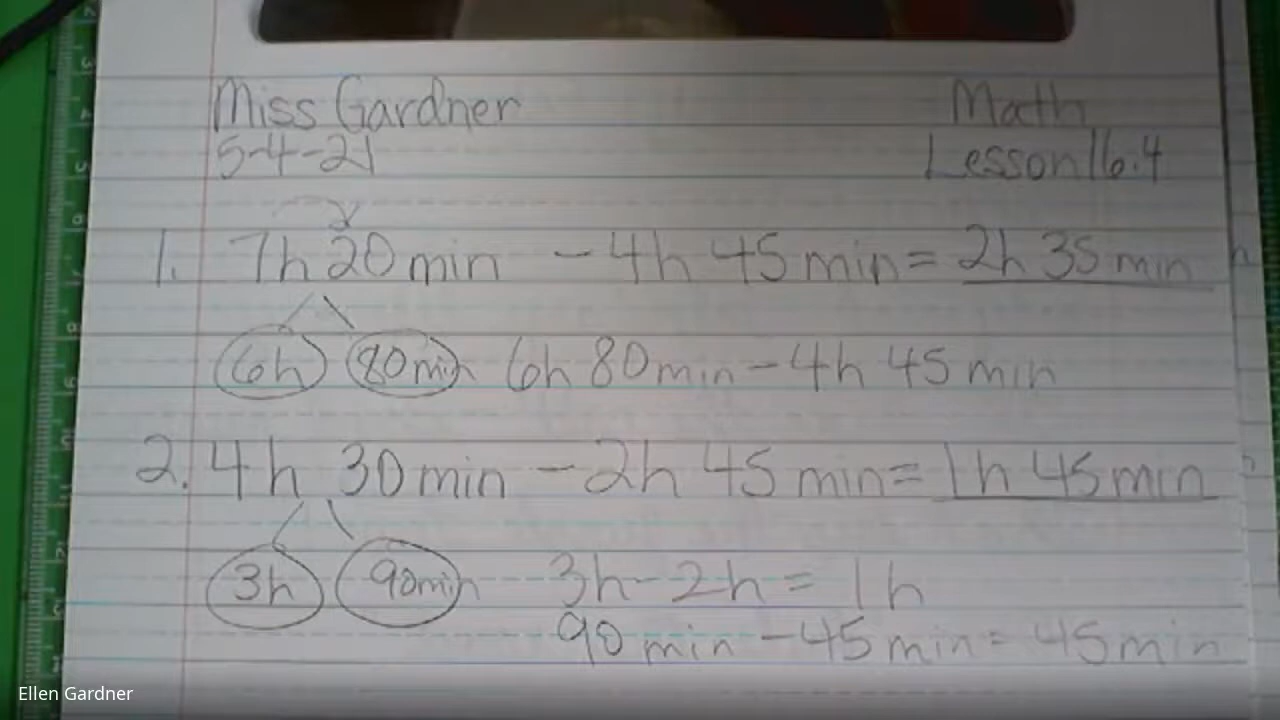 Miss Gardner Math
5-4-21 Lesson 16.4
1. 7h 20 min - 4h 45 min = 2h 35 min
6h 80 min 6h 80 min - 4h 45 min
2. 4h 30 min - 2h 45 min = 1h 45 min
3h 90 min 3h - 2h = 1h
90 min - 45 min = 45 min
Ellen Gardner